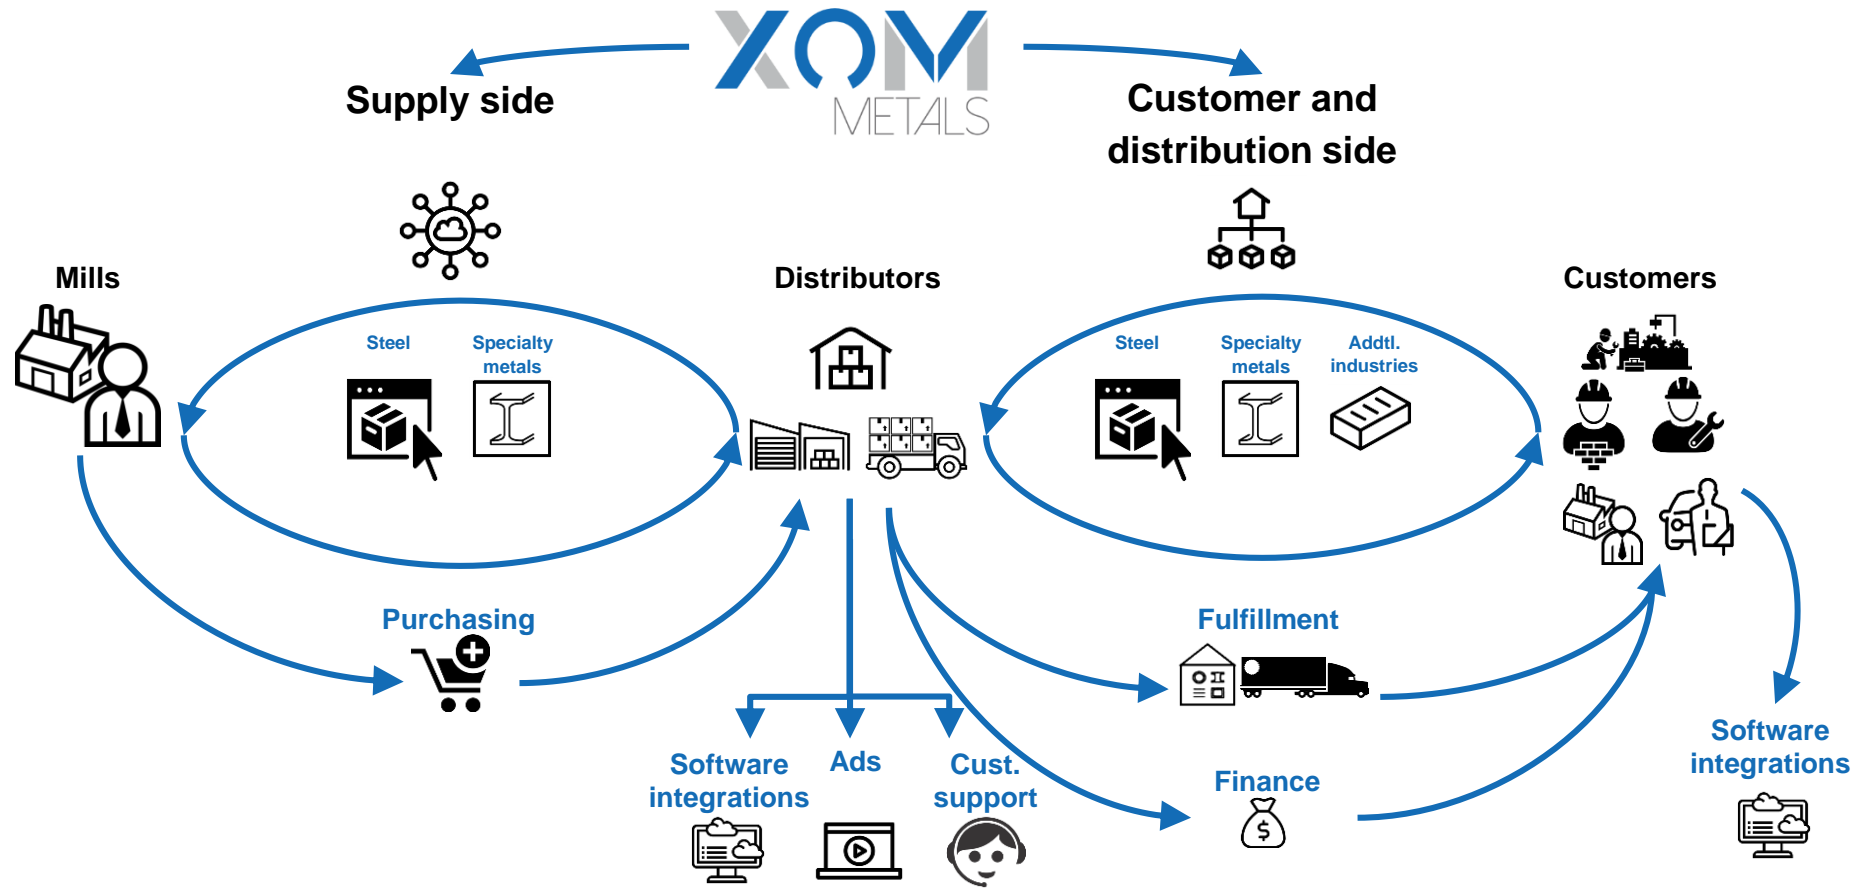 XOM
METALS
Supply side
Customer and
distribution side
Mills
Distributors
Customers
Steel
Specialty
metals
Steel
Specialty
metals
Addtl.
industries
Purchasing
Fulfillment
Software
integrations
Ads
Cust.
support
Finance
$
Software
integrations